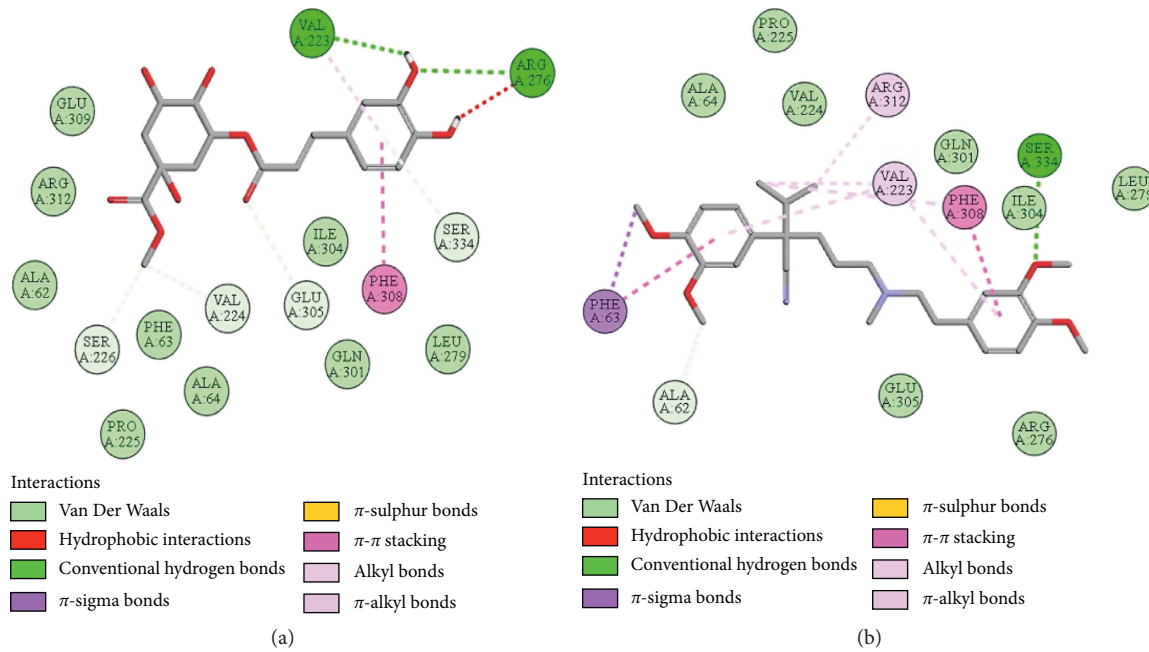 VAL
A:223
ARG
A:276
GLU
A:309
ARG
A:312
ILE
A:304
SER
A:334
ALA
A:62
PHE
A:308
VAL
A:224
GLU
A:305
PHE
A:63
SER
A:226
GLN
A:301
LEU
A:279
ALA
A:64
PRO
A:225
Interactions
Van Der Waals
Hydrophobic interactions
Conventional hydrogen bonds
π-sigma bonds
π-sulphur bonds
π-π stacking
Alkyl bonds
π-alkyl bonds
(a)
PRO
A:225
ALA
A:64
VAL
A:224
ARG
A:312
GLN
A:301
SER
A:334
VAL
A:223
PHE
A:308
ILE
A:304
LEU
A:279
PHE
A:63
ALA
A:62
GLU
A:305
ARG
A:276
Interactions
Van Der Waals
Hydrophobic interactions
Conventional hydrogen bonds
π-sigma bonds
π-sulphur bonds
π-π stacking
Alkyl bonds
π-alkyl bonds
(b)